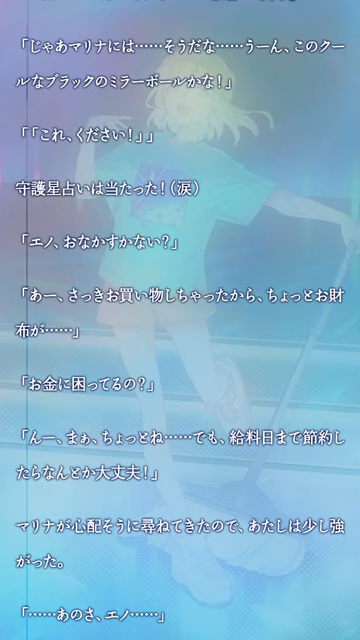 「じゃあマリナには……そうだな……うーん、このクー
ルなブラックのミラーボールかな！」
「「これ、ください！」」
守護星占いは当たった！（涙）
「エノ、おなかすかない？」
「あー、さっきお買い物しちゃったから、ちょっとお財
布が……」
「お金に困ってるの？」
「んー、まぁ、ちょっとね……でも、給料日まで節約し
たらなんとか大丈夫！」
マリナが心配そうに尋ねてきたので、あたしは少し強
がった。
「……あのさ、エノ……」